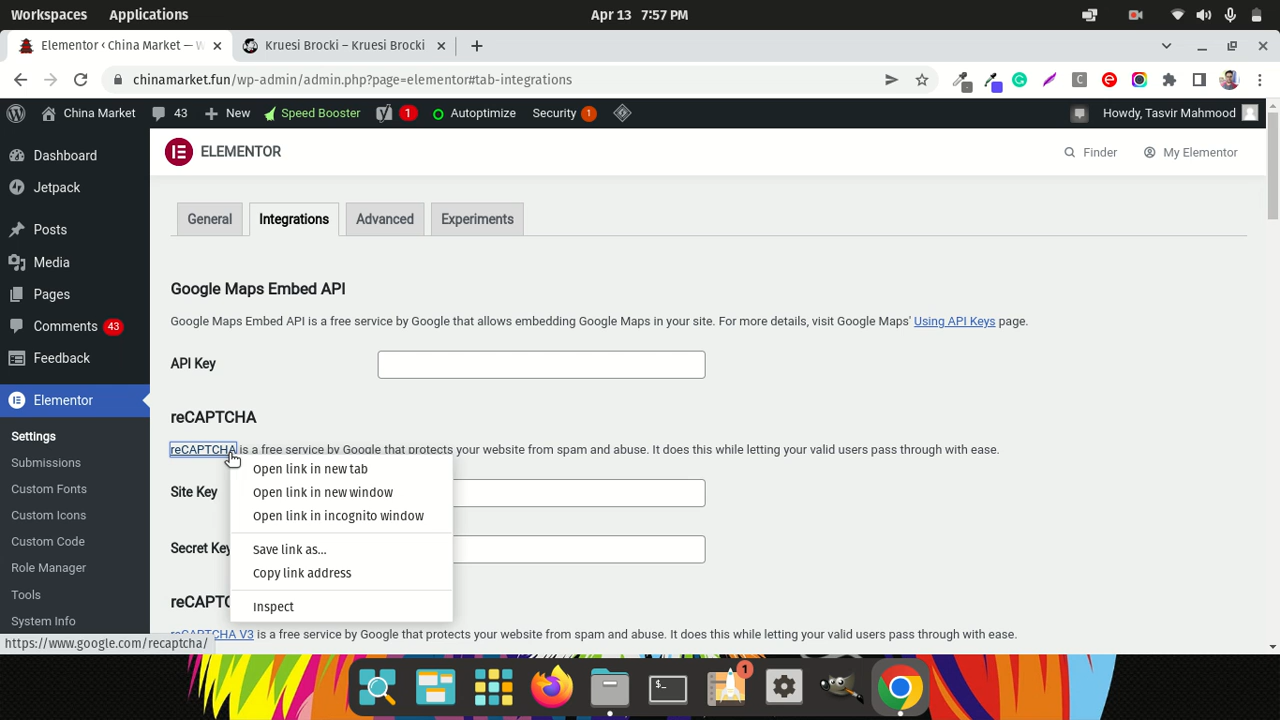 Workspaces Applications Apr 13 7:57 PM
Elementor ‹ China Market — W Kruesi Brocki – Kruesi Brocki
chinamarket.fun/wp-admin/admin.php?page=elementor#tab-integrations
China Market 43 New Speed Booster 1 Autoptimize Security 1 Howdy, Tasvir Mahmood
Dashboard
Jetpack
Posts
Media
Pages
Comments 43
Feedback
Elementor
Settings
Submissions
Custom Fonts
Custom Icons
Custom Code
Role Manager
Tools
System Info
ELEMENTOR Finder My Elementor
General Integrations Advanced Experiments
Google Maps Embed API
Google Maps Embed API is a free service by Google that allows embedding Google Maps in your site. For more details, visit Google Maps' Using API Keys page.
API Key
reCAPTCHA
reCAPTCHA is a free service by Google that protects your website from spam and abuse. It does this while letting your valid users pass through with ease.
Site Key
Secret Key
Open link in new tab
Open link in new window
Open link in incognito window
Save link as...
Copy link address
Inspect
reCAPTCHA V3 is a free service by Google that protects your website from spam and abuse. It does this while letting your valid users pass through with ease.
https://www.google.com/recaptcha/
1